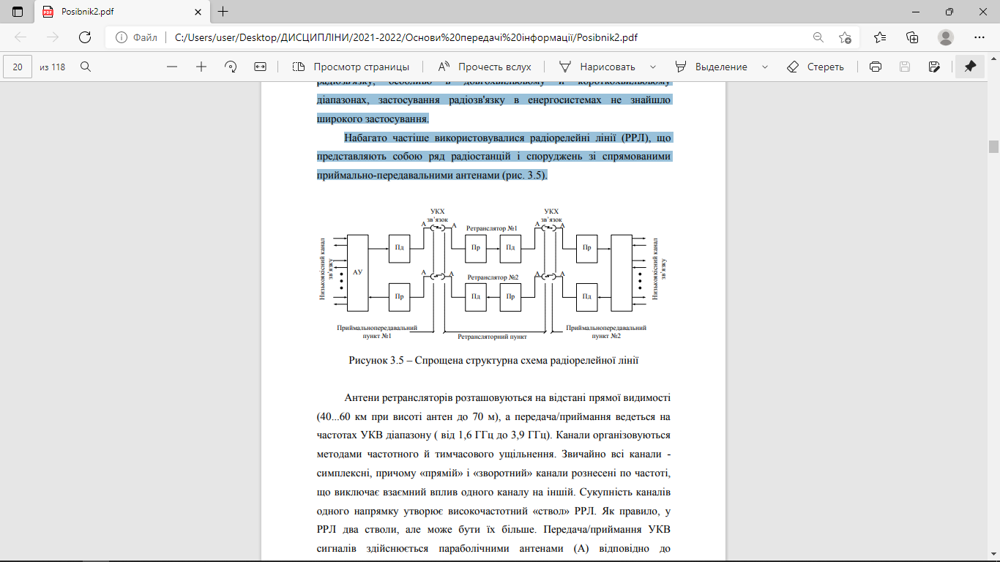 Posibnik2.pdf
Файл
C:/Users/user/Desktop/ДИСЦИПЛІНИ/2021-2022/Основи%20передачі%20інформації/Posibnik2.pdf
20 из 118
Просмотр страницы
Прочесть вслух
Нарисовать
Выделение
Стереть
радіозв'язку, особливо в довгохвильовому й короткохвильовому
діапазонах, застосування радіозв'язку в енергосистемах не знайшло
широкого застосування.
Набагато частіше використовувалися радіорелейні лінії (РРЛ), що
представляють собою ряд радіостанцій і споруджень зі спрямованими
приймально-передавальними антенами (рис. 3.5).
УКХ
зв’язок
УКХ
зв’язок
А А Ретранслятор №1 А А
Низьковкісний канал
зв’язку
АУ
Пд Пр Пд Пр
Низьковкісний канал
зв’язку
А А Ретранслятор №2 А А
Пр Пд Пр Пд
Приймальнопередавальний
пункт №1
Ретрансляторний пункт
Приймальнопередавальний
пункт №2
Рисунок 3.5 – Спрощена структурна схема радіорелейної лінії
Антени ретрансляторів розташовуються на відстані прямої видимості
(40...60 км при висоті антен до 70 м), а передача/приймання ведеться на
частотах УКВ діапазону ( від 1,6 ГГц до 3,9 ГГц). Канали організовуються
методами частотного й тимчасового ущільнення. Звичайно всі канали -
симплексні, причому «прямій» і «зворотний» канали рознесені по частоті,
що виключає взаємний вплив одного каналу на іншій. Сукупність каналів
одного напрямку утворює високочастотний «ствол» РРЛ. Як правило, у
РРЛ два стволи, але може бути їх більше. Передача/приймання УКВ
сигналів здійснюється параболічними антенами (А) відповідно до